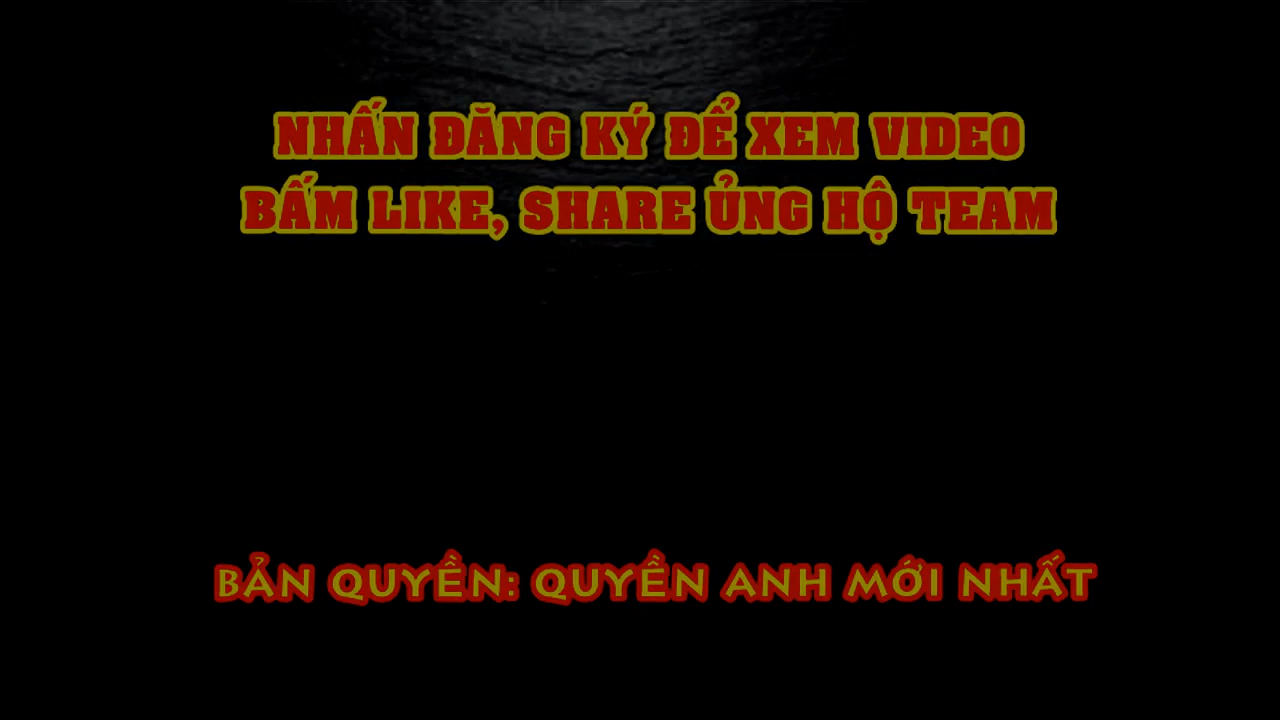 NHẤN ĐĂNG KÝ ĐỂ XEM VIDEO
BẤM LIKE, SHARE ỦNG HỘ TEAM
BẢN QUYỀN: QUYỀN ANH MỚI NHẤT